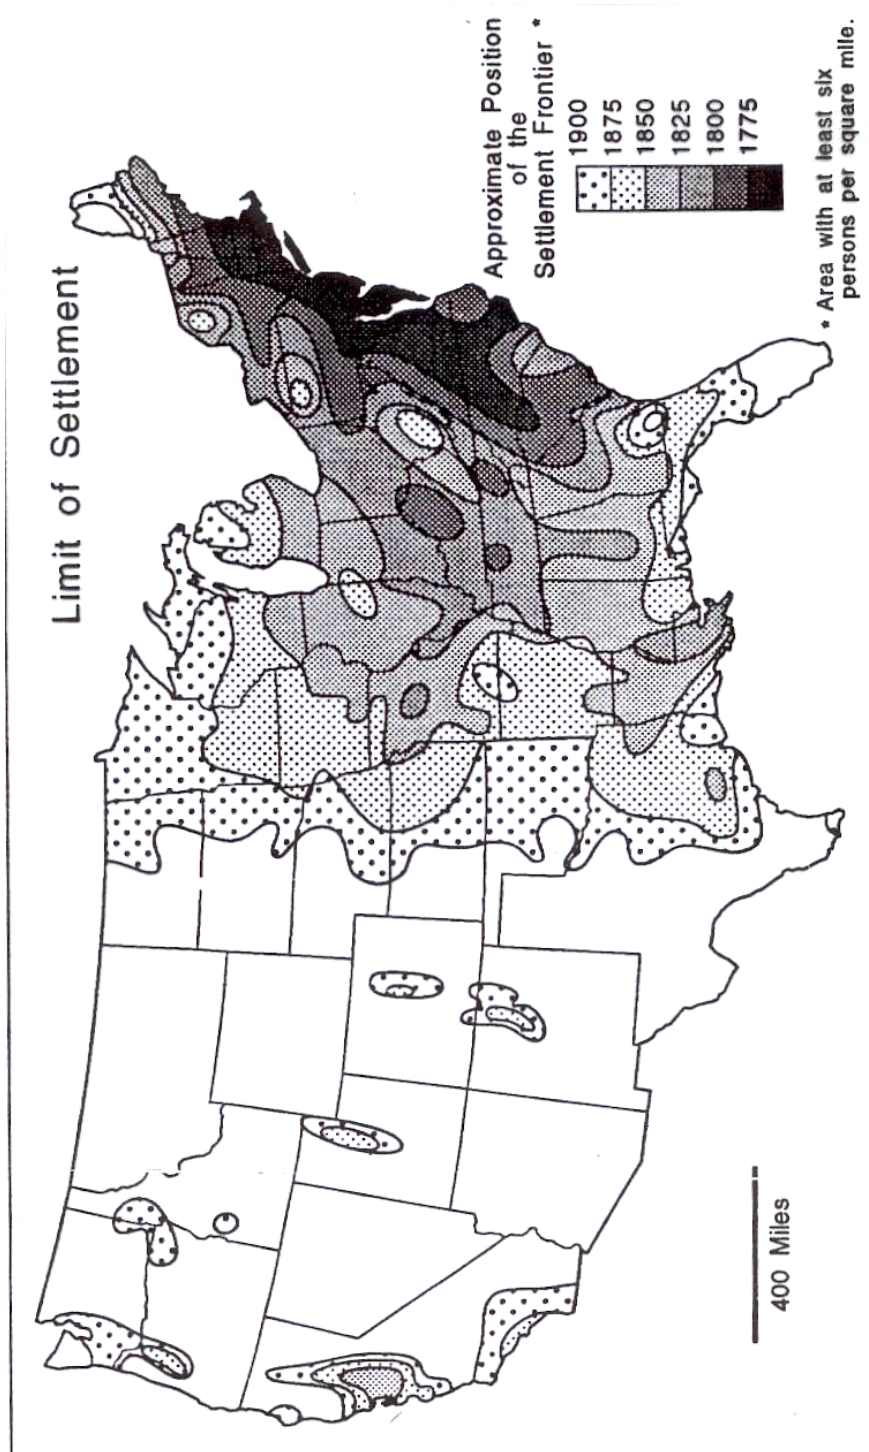 Limit of Settlement
Approximate Position
of the
Settlement Frontier *
1900
1875
1850
1825
1800
1775
* Area with at least six
persons per square mile.
400 Miles